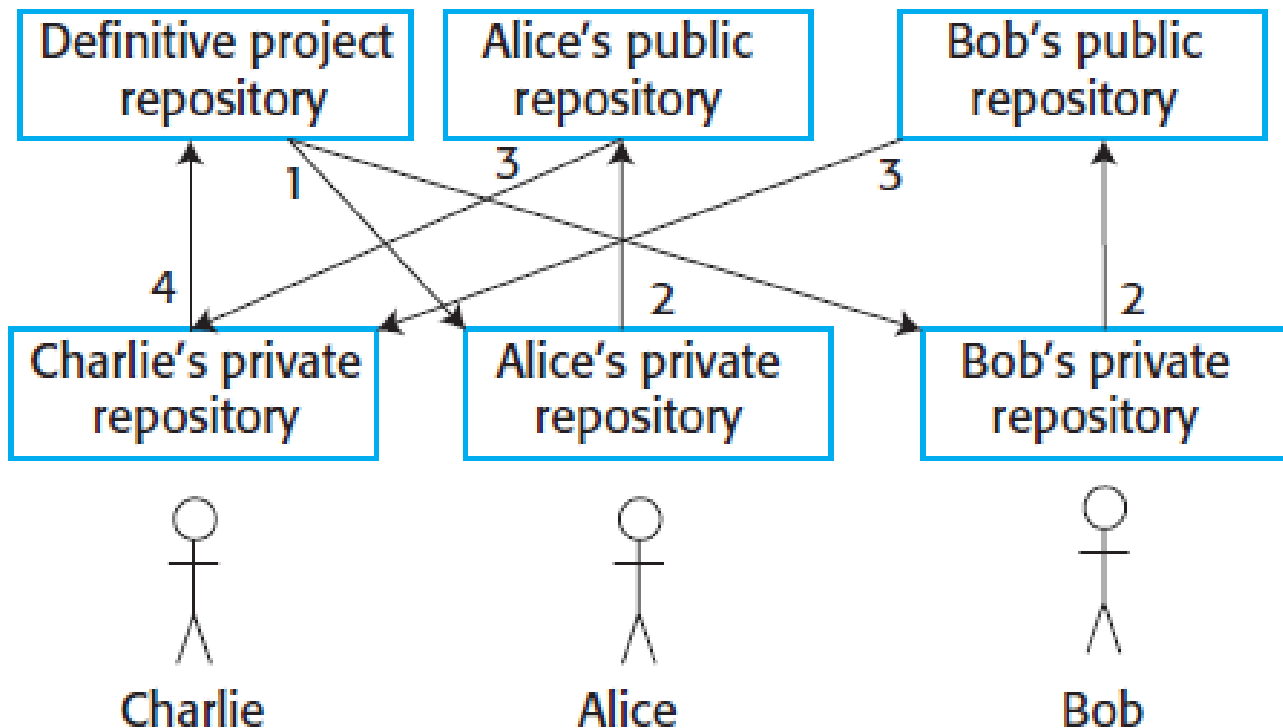 Definitive project
repository
Alice’s public
repository
Bob’s public
repository
1
3
3
4
2
2
Charlie’s private
repository
Alice’s private
repository
Bob’s private
repository
Charlie
Alice
Bob